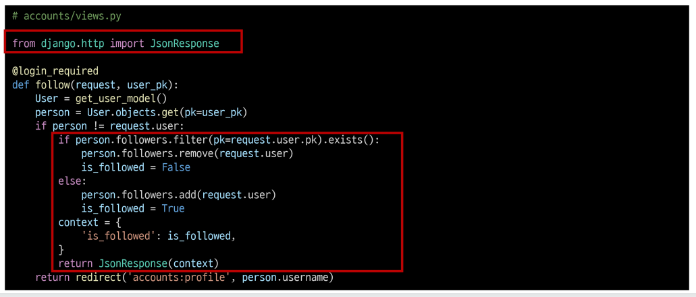 # accounts/views.py
from django.http import JsonResponse
@login_required
def follow(request, user_pk):
    User = get_user_model()
    person = User.objects.get(pk=user_pk)
    if person != request.user:
        if person.followers.filter(pk=request.user.pk).exists():
            person.followers.remove(request.user)
            is_followed = False
        else:
            person.followers.add(request.user)
            is_followed = True
        context = {
            'is_followed': is_followed,
        }
        return JsonResponse(context)
    return redirect('accounts:profile', person.username)